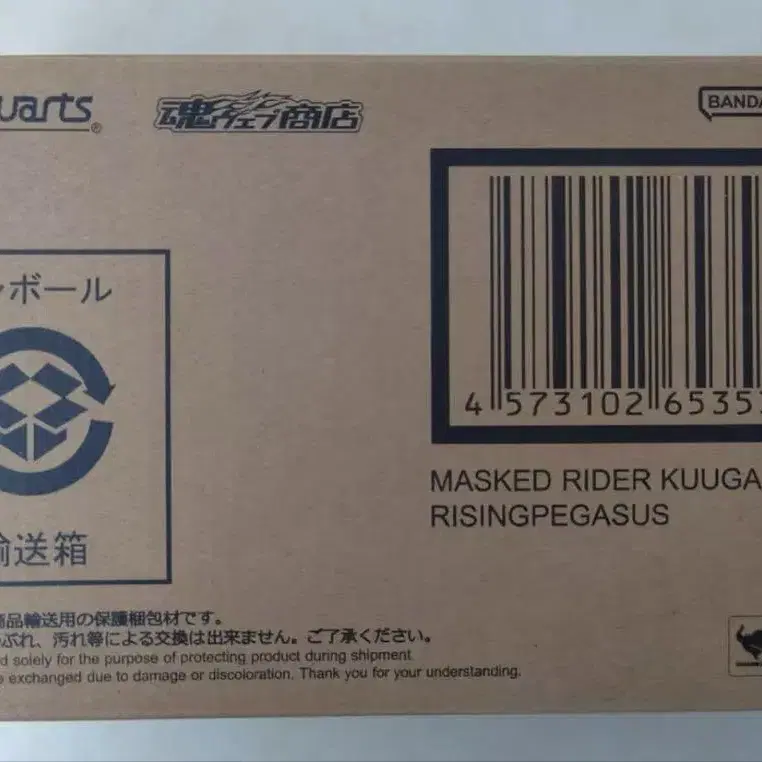 uarts®
魂ウェブ商店
BANDA
ボール
輸送箱
4 573102 65353
MASKED RIDER KUUGA
RISINGPEGASUS
商品輸送用の保護梱包材です。
ぶれ、汚れ等による交換は出来ません。ご了承ください。
d solely for the purpose of protecting product during shipment
e exchanged due to damage or discoloration. Thank you for your understanding.